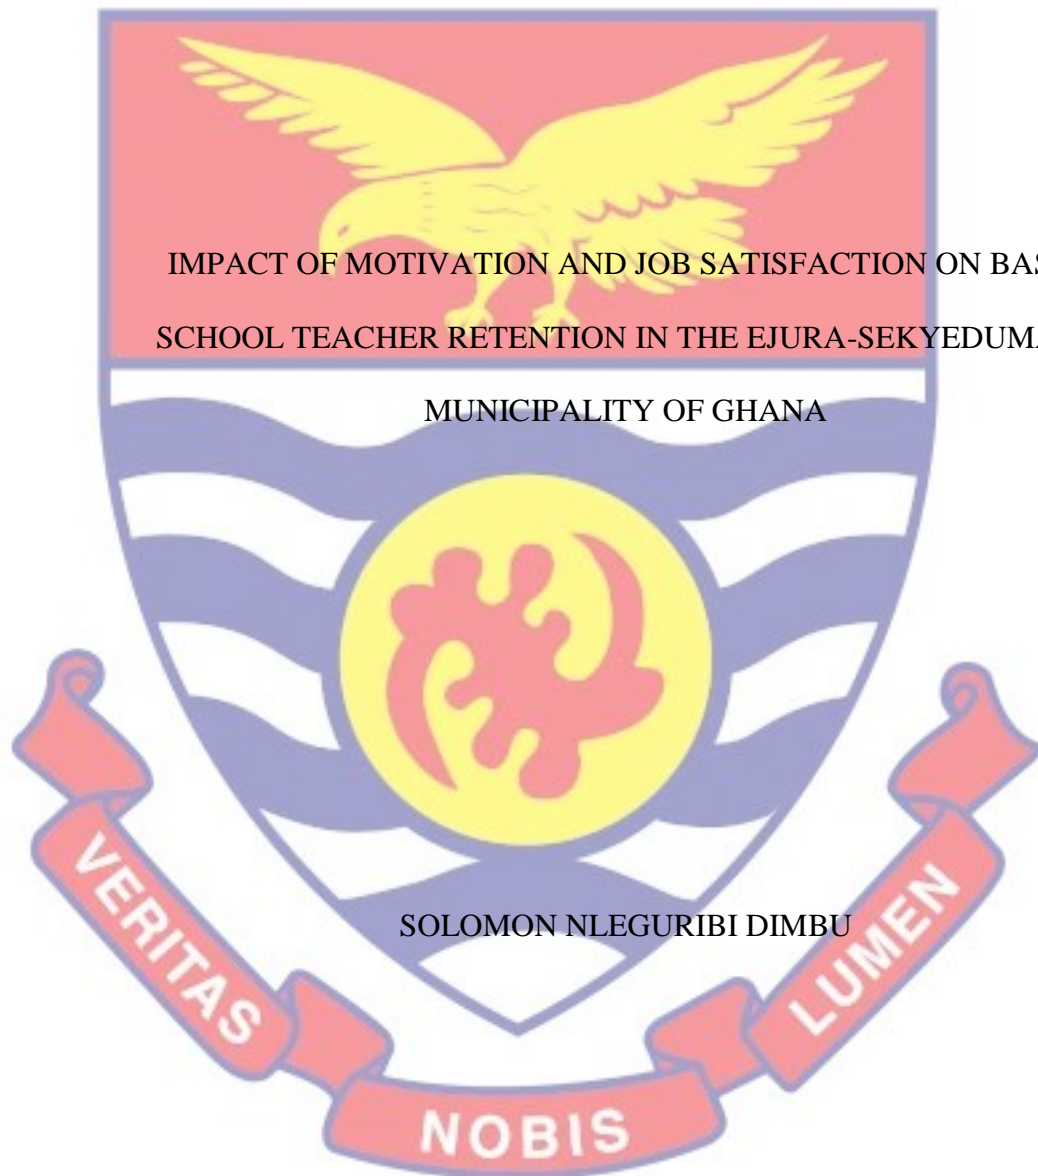 IMPACT OF MOTIVATION AND JOB SATISFACTION ON BAS
SCHOOL TEACHER RETENTION IN THE EJURA-SEKYEDUMA
MUNICIPALITY OF GHANA
SOLOMON NLEGURIBI DIMBU
VERITAS
NOBIS
LUMEN